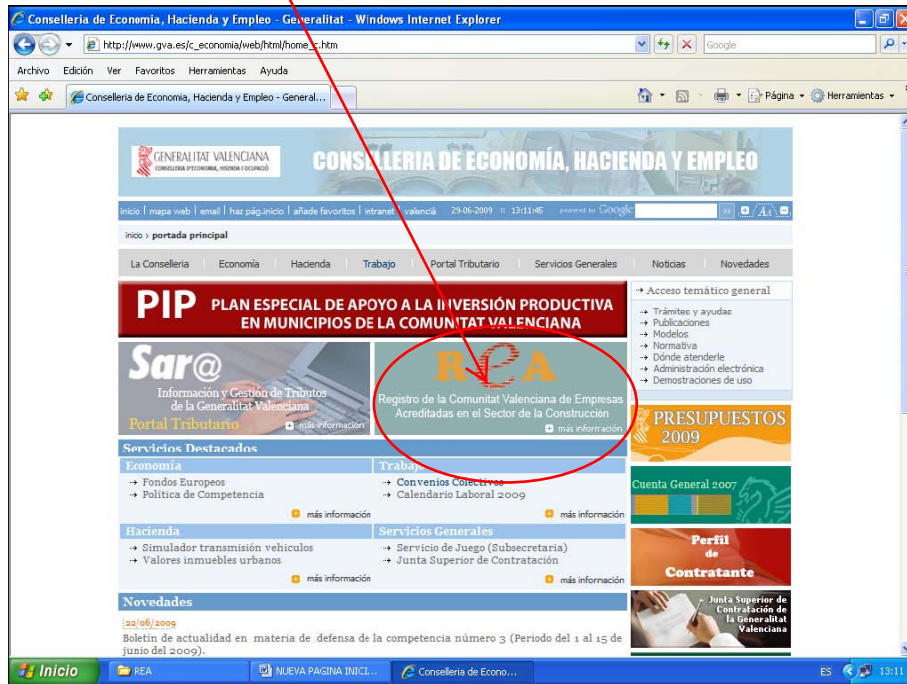 Conselleria de Economia, Hacienda y Empleo - Generalitat - Windows Internet Explorer
http://www.gva.es/c_economia/web/html/home_c.htm
Google
Archivo Edición Ver Favoritos Herramientas Ayuda
Conselleria de Economia, Hacienda y Empleo - General...
Página Herramientas
GENERALITAT VALENCIANA
CONSELLERIA D'ECONOMIA, HISENDA I OCUPACIÓ
CONSELLERIA DE ECONOMÍA, HACIENDA Y EMPLEO
inicio | mapa web | email | haz pág.inicio | añade favoritos | intranet | valencià 29-06-2009 :: 13:11:45 powered by Google
inicio > portada principal
La Conselleria Economía Hacienda Trabajo Portal Tributario Servicios Generales Noticias Novedades
PIP PLAN ESPECIAL DE APOYO A LA INVERSIÓN PRODUCTIVA
EN MUNICIPIOS DE LA COMUNITAT VALENCIANA
Sar@
Información y Gestión de Tributos
de la Generalitat Valenciana
Portal Tributario más información
ReA
Registro de la Comunitat Valenciana de Empresas
Acreditadas en el Sector de la Construcción
más información
Acceso temático general
Trámites y ayudas
Publicaciones
Modelos
Normativa
Dónde atenderle
Administración electrónica
Demostraciones de uso
PRESUPUESTOS
2009
Servicios Destacados
Economía
Fondos Europeos
Política de Competencia
más información
Trabajo
Convenios Colectivos
Calendario Laboral 2009
más información
Cuenta General 2007
Hacienda
Simulador transmisión vehiculos
Valores inmuebles urbanos
más información
Servicios Generales
Servicio de Juego (Subsecretaria)
Junta Superior de Contratación
más información
Perfil
de
Contratante
Novedades
22/06/2009
Boletín de actualidad en materia de defensa de la competencia número 3 (Periodo del 1 al 15 de
junio del 2009).
Junta Superior de
Contratación de
la Generalitat
Valenciana
Inicio REA NUEVA PAGINA INICI... Conselleria de Econo... ES 13:11